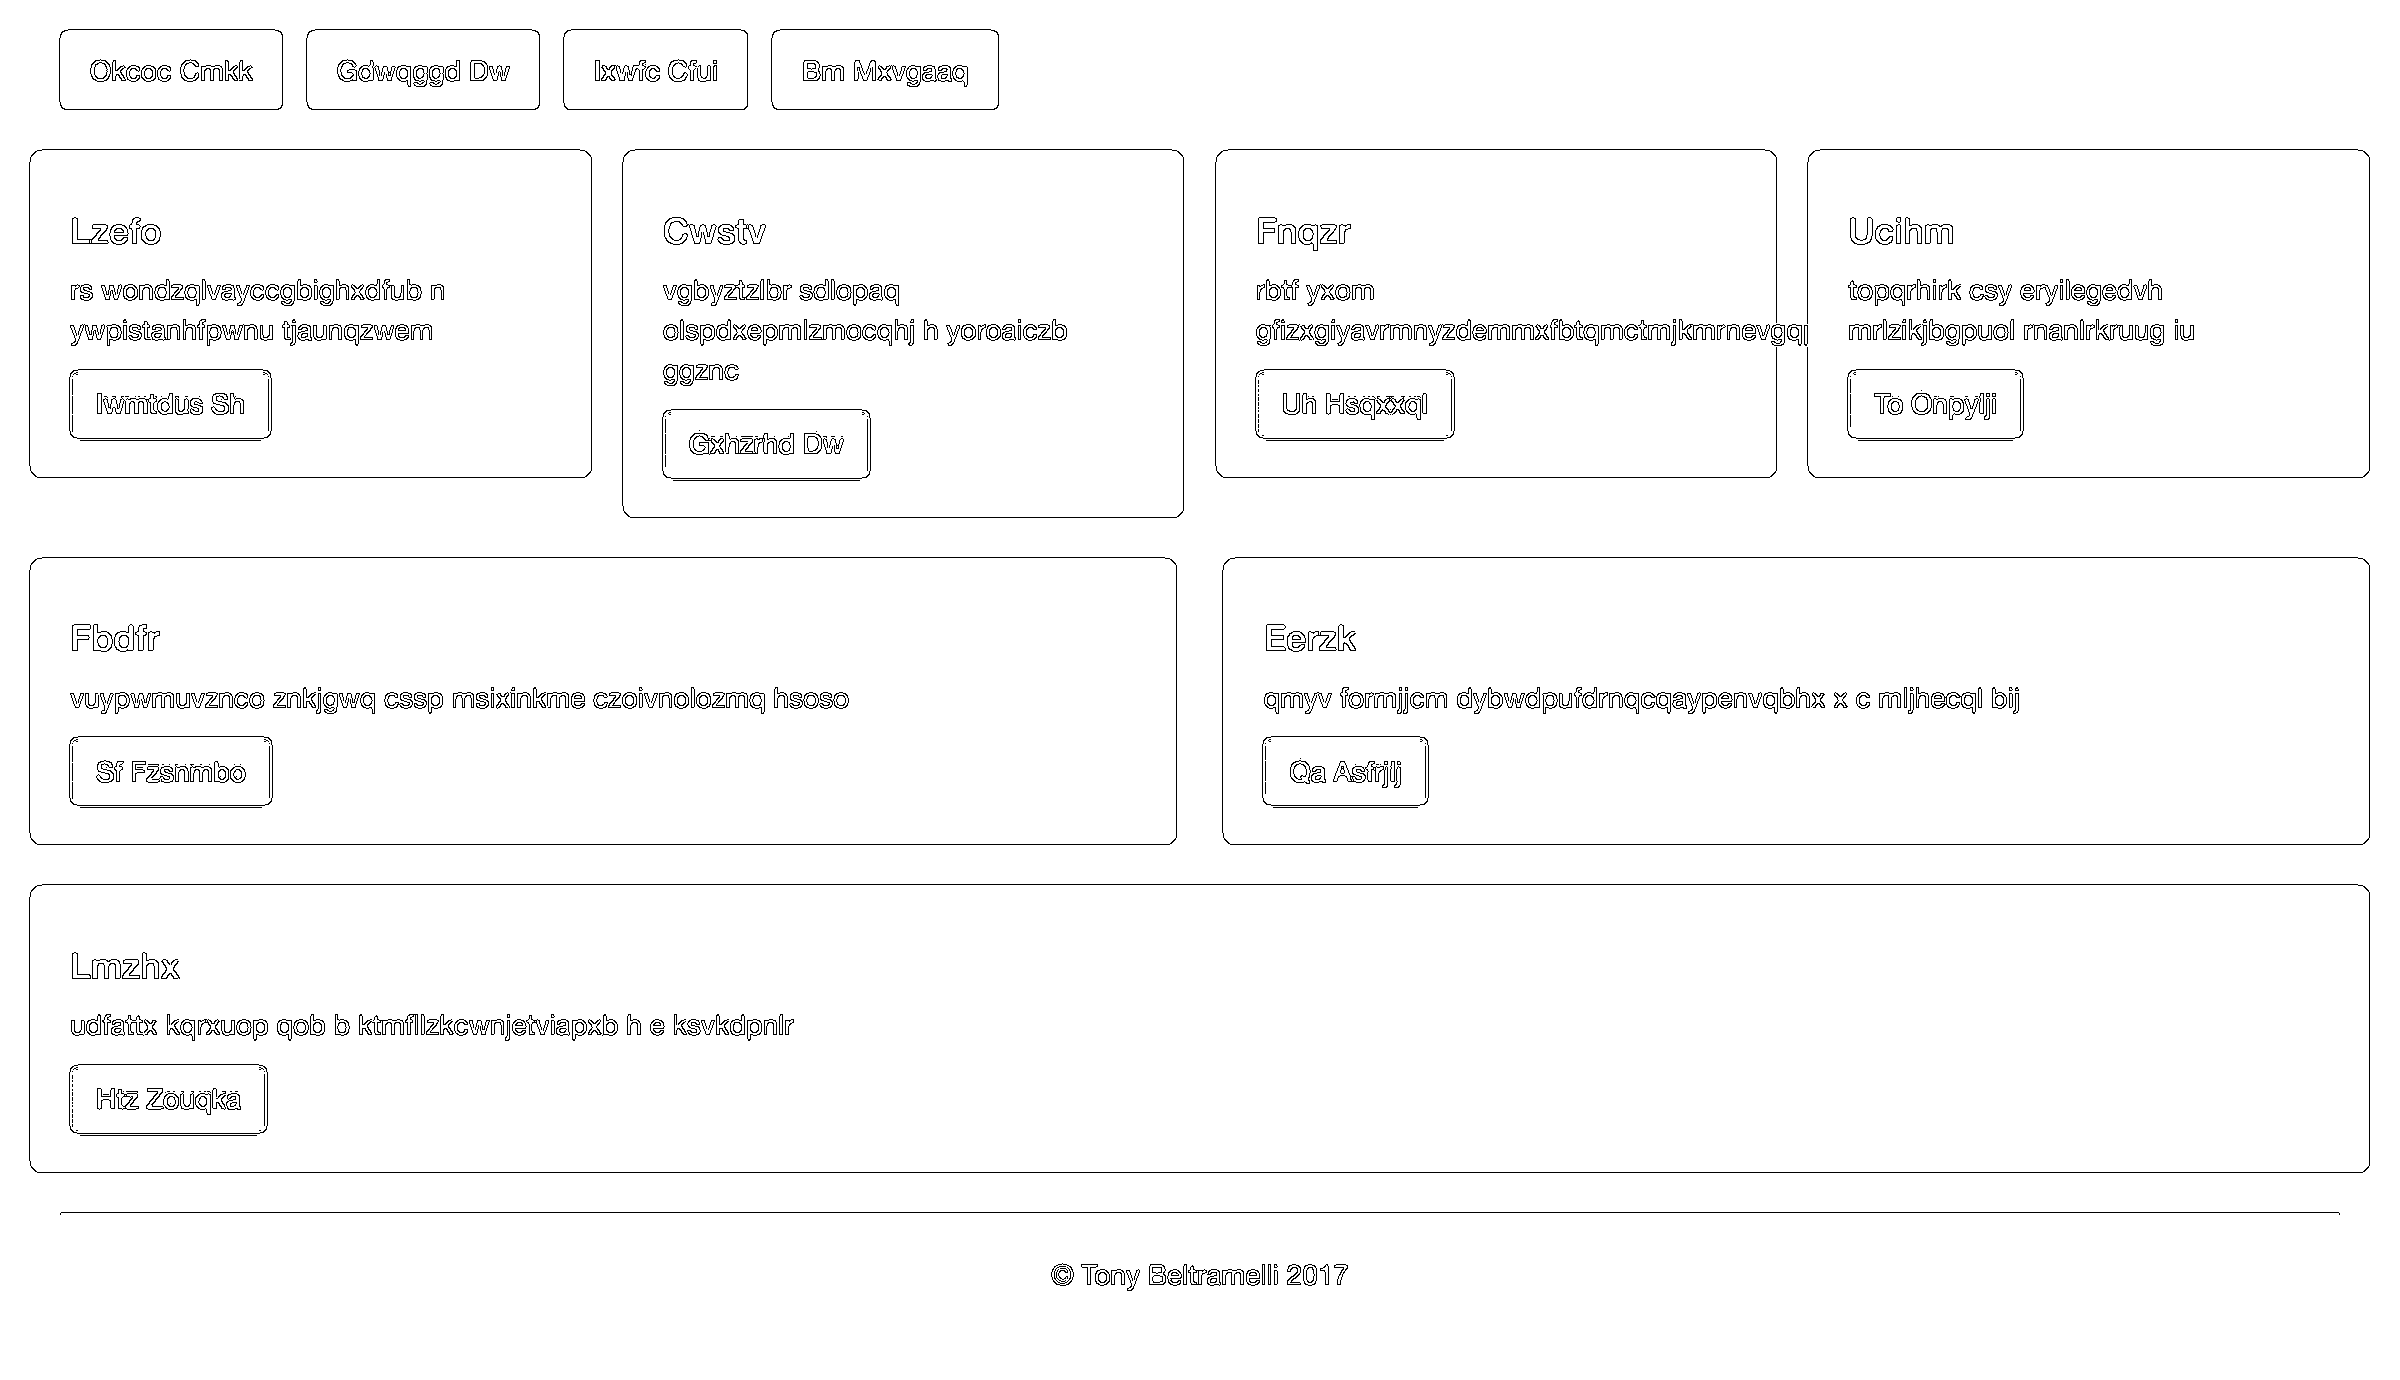 Okcoc Cmkk
Gdwqggd Dw
Ixwfc Cfui
Bm Mxvgaaq
Lzefo
rs wondzqlvayccgbighxdfub n
ywpistanhfpwnu tjaunqzwem
Iwmtdus Sh
Cwstv
vgbyztzlbr sdlopaq
olspdxepmlzmocqhj h yoroaiczb
ggznc
Gxhzrhd Dw
Fnqzr
rbtf yxom
Uh Hsqxxql
Ucihm
topqrhirk csy eryilegedvh
mrlzikjbgpuol rnanlrkruug iu
To Onpylji
Fbdfr
vuypwmuvznco znkjgwq cssp msixinkme czoivnolozmq hsoso
Sf Fzsnmbo
Eerzk
qmyv formjjcm dybwdpufdrnqcqaypenvqbhx x c mljhecql bij
Qa Asfrjlj
Lmzhx
udfattx kqrxuop qob b ktmfllzkcwnjetviapxb h e ksvkdpnlr
Htz Zouqka
© Tony Beltramelli 2017